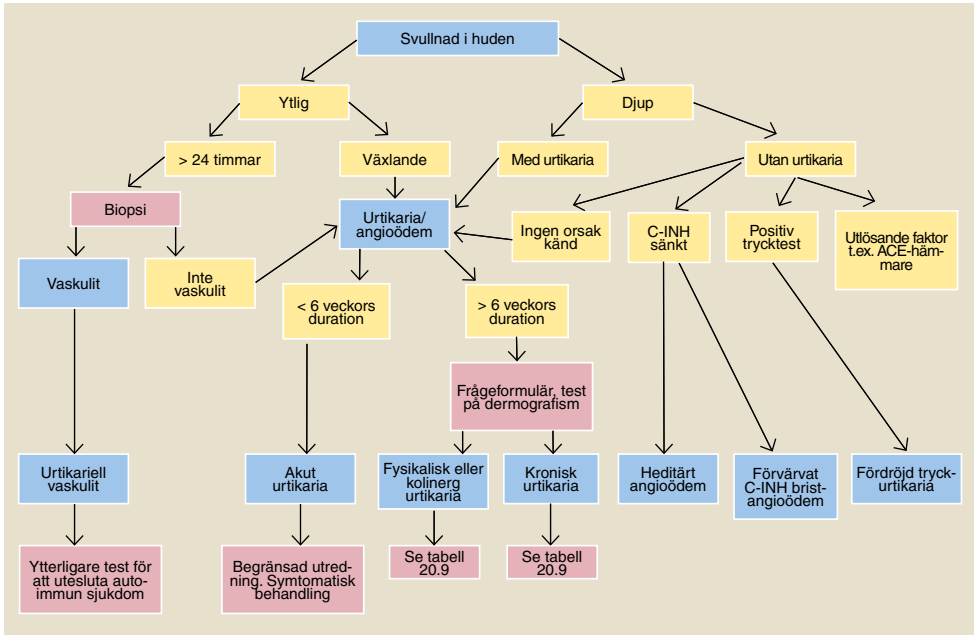 Svullnad i huden
Ytlig
Djup
> 24 timmar
Växlande
Med urtikaria
Utan urtikaria
Biopsi
Urtikaria/
angioödem
Ingen orsak
känd
C-INH
sänkt
Positiv
trycktest
Utlösande faktor
t.ex. ACE-häm-
mare
Vaskulit
Inte
vaskulit
< 6 veckors
duration
> 6 veckors
duration
Frågeformulär, test
på dermografism
Urtikariell
vaskulit
Akut
urtikaria
Fysikalisk eller
kolinerg
urtikaria
Kronisk
urtikaria
Heditärt
angioödem
Förvärvat
C-INH brist-
angioödem
Fördröjd tryck-
urtikaria
Ytterligare test för
att utesluta auto-
immun sjukdom
Begränsad utred-
ning. Symtomatisk
behandling
Se tabell
20.9
Se tabell
20.9